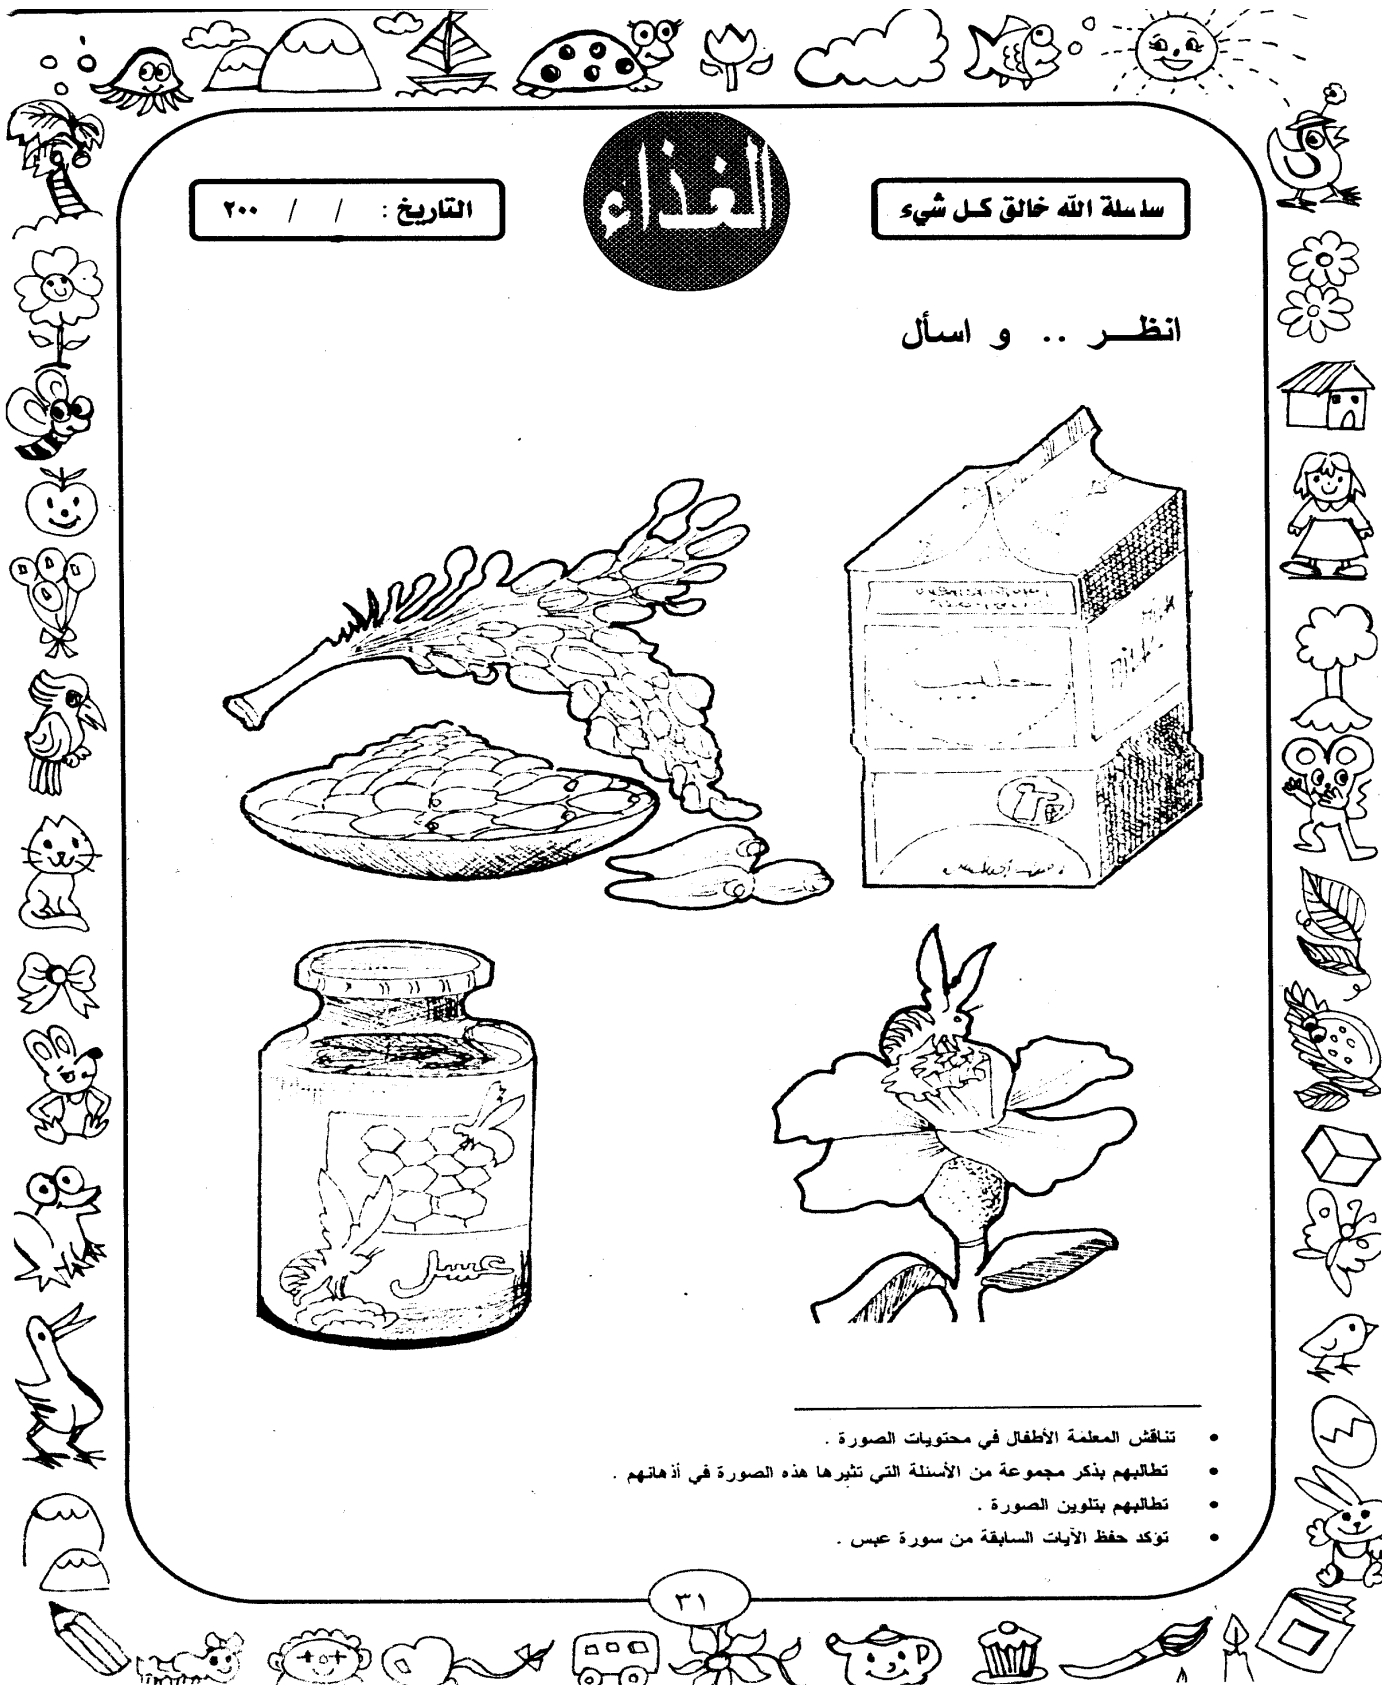 الغذاء
سلسلة الله خالق كل شيء
التاريخ : / / ٢٠٠
انظر .. و اسأل
حليب
milk
عسل
• تناقش المعلمة الأطفال في محتويات الصورة .
• تطالبهم بذكر مجموعة من الأسئلة التي تثيرها هذه الصورة في أذهانهم .
• تطالبهم بتلوين الصورة .
• تؤكد حفظ الآيات السابقة من سورة عبس .
٣١